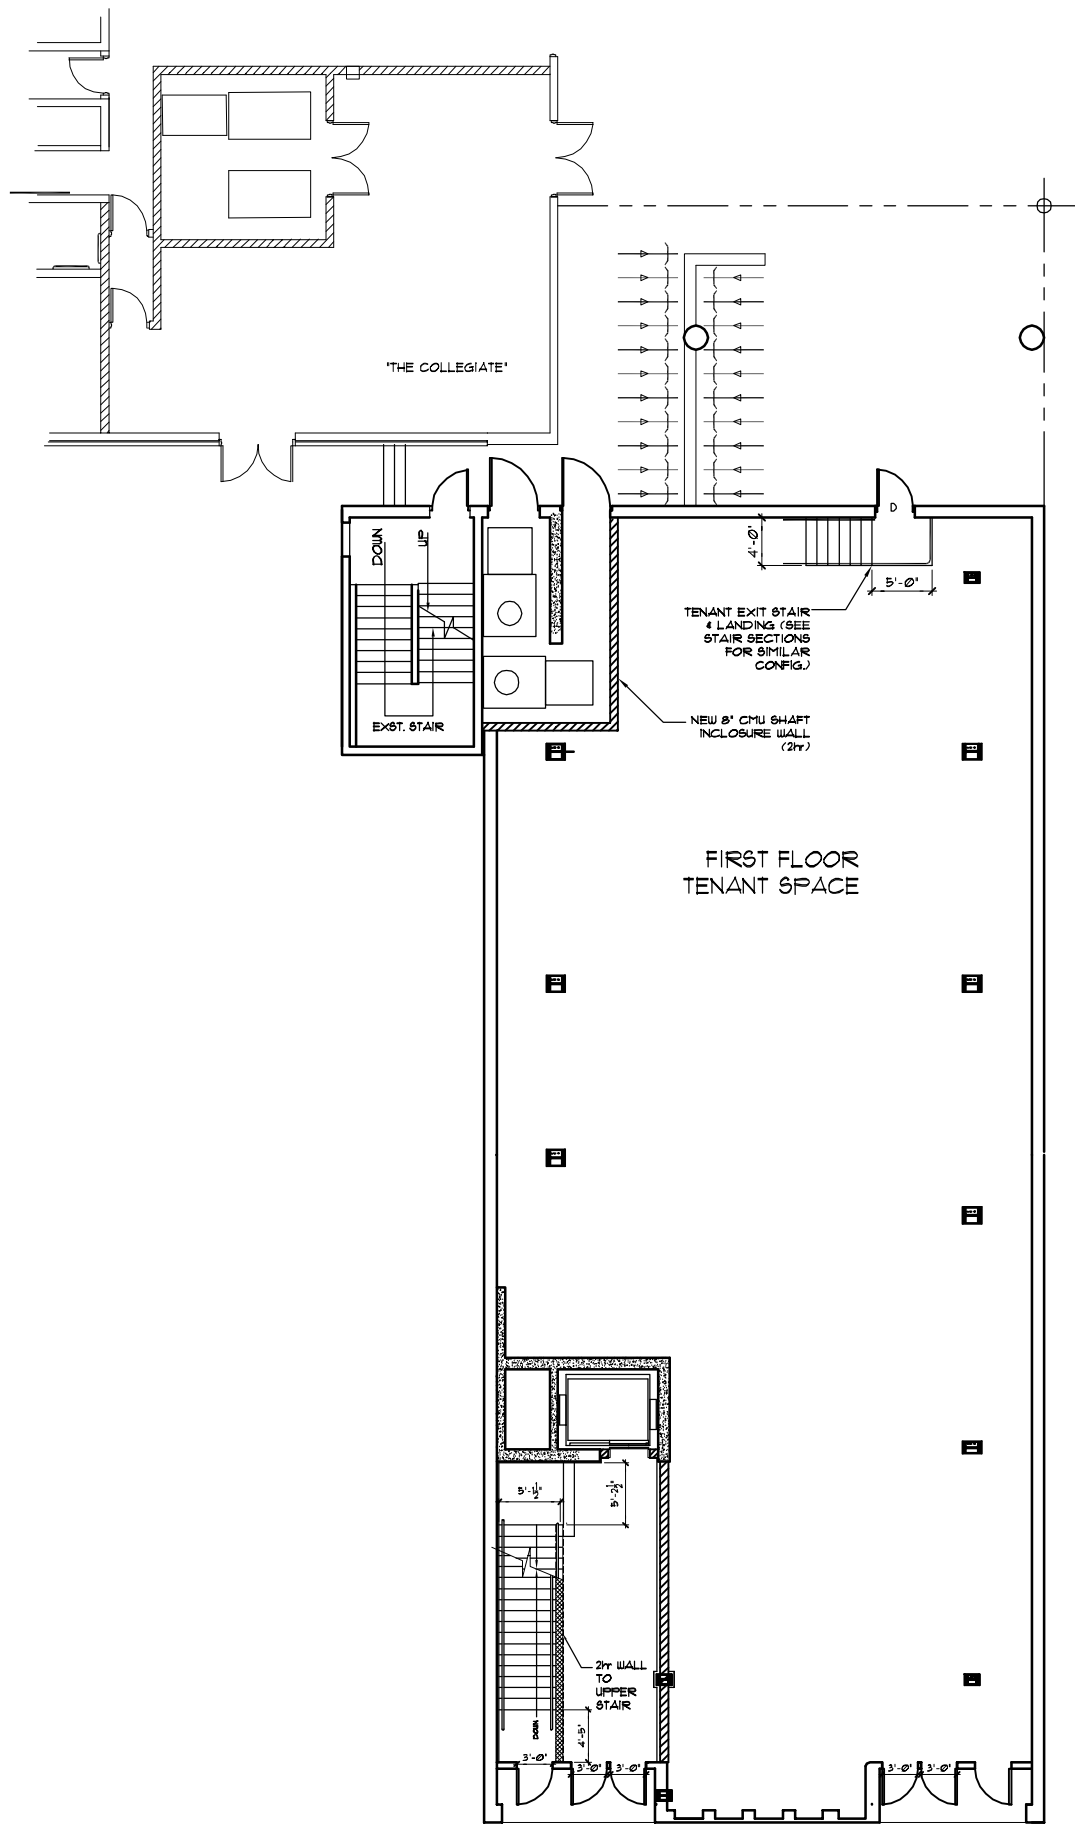 "THE COLLEGIATE"
D
DOWN
UP
4'-0"
5'-0"
TENANT EXIT STAIR
& LANDING (SEE
STAIR SECTIONS
FOR SIMILAR
CONFIG.)
EXST. STAIR
NEW 8" CMU SHAFT
INCLOSURE WALL
(2hr)
FIRST FLOOR
TENANT SPACE
5'-1½"
5'-2½"
2hr WALL
TO
UPPER
STAIR
DOWN
4'-5"
3'-0"
3'-0" 3'-0"
3'-0" 3'-0"